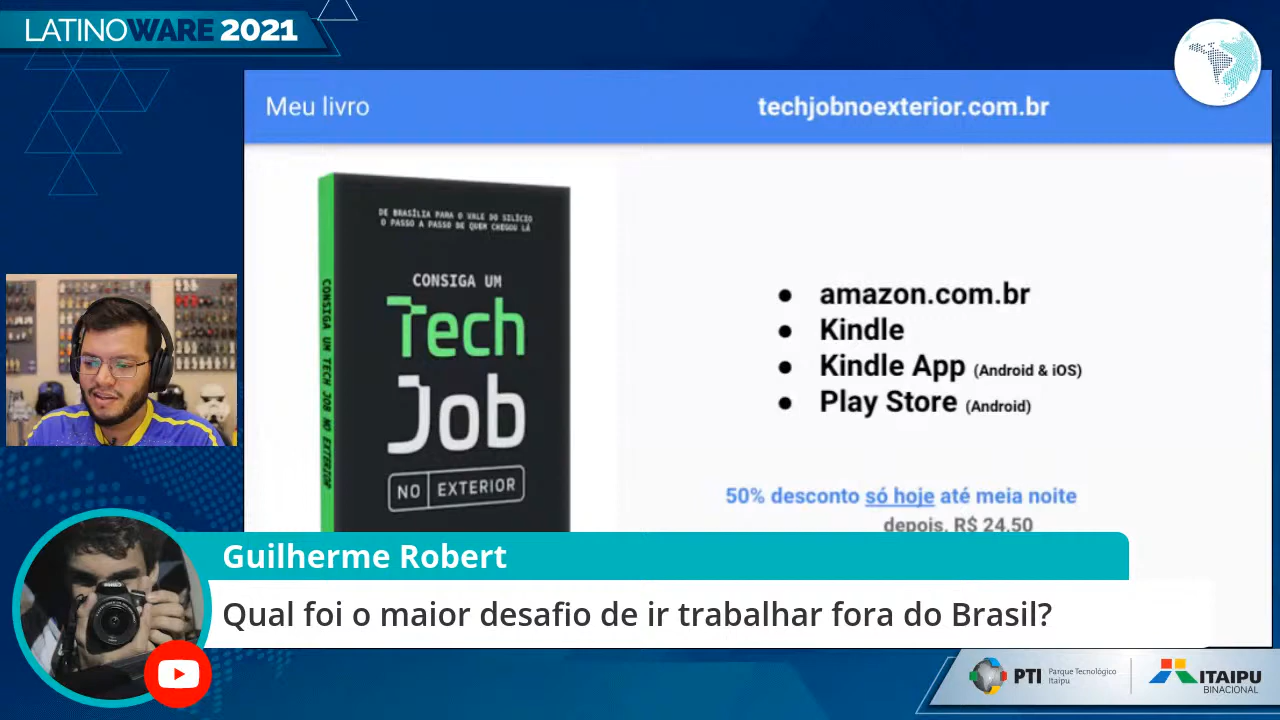 LATINOWARE 2021
Meu livro
techjobnoexterior.com.br
DE BRASÍLIA PARA O VALE DO SILÍCIO
O PASSO A PASSO DE QUEM CHEGOU LÁ
CONSIGA UM
Tech
Job
NO EXTERIOR
CONSIGA UM TECH JOB NO EXTERIOR
amazon.com.br
Kindle
Kindle App (Android & iOS)
Play Store (Android)
50% desconto só hoje até meia noite
depois, R$ 24,50
Guilherme Robert
Qual foi o maior desafio de ir trabalhar fora do Brasil?
PTI Parque Tecnológico
Itaipu
ITAIPU
BINACIONAL